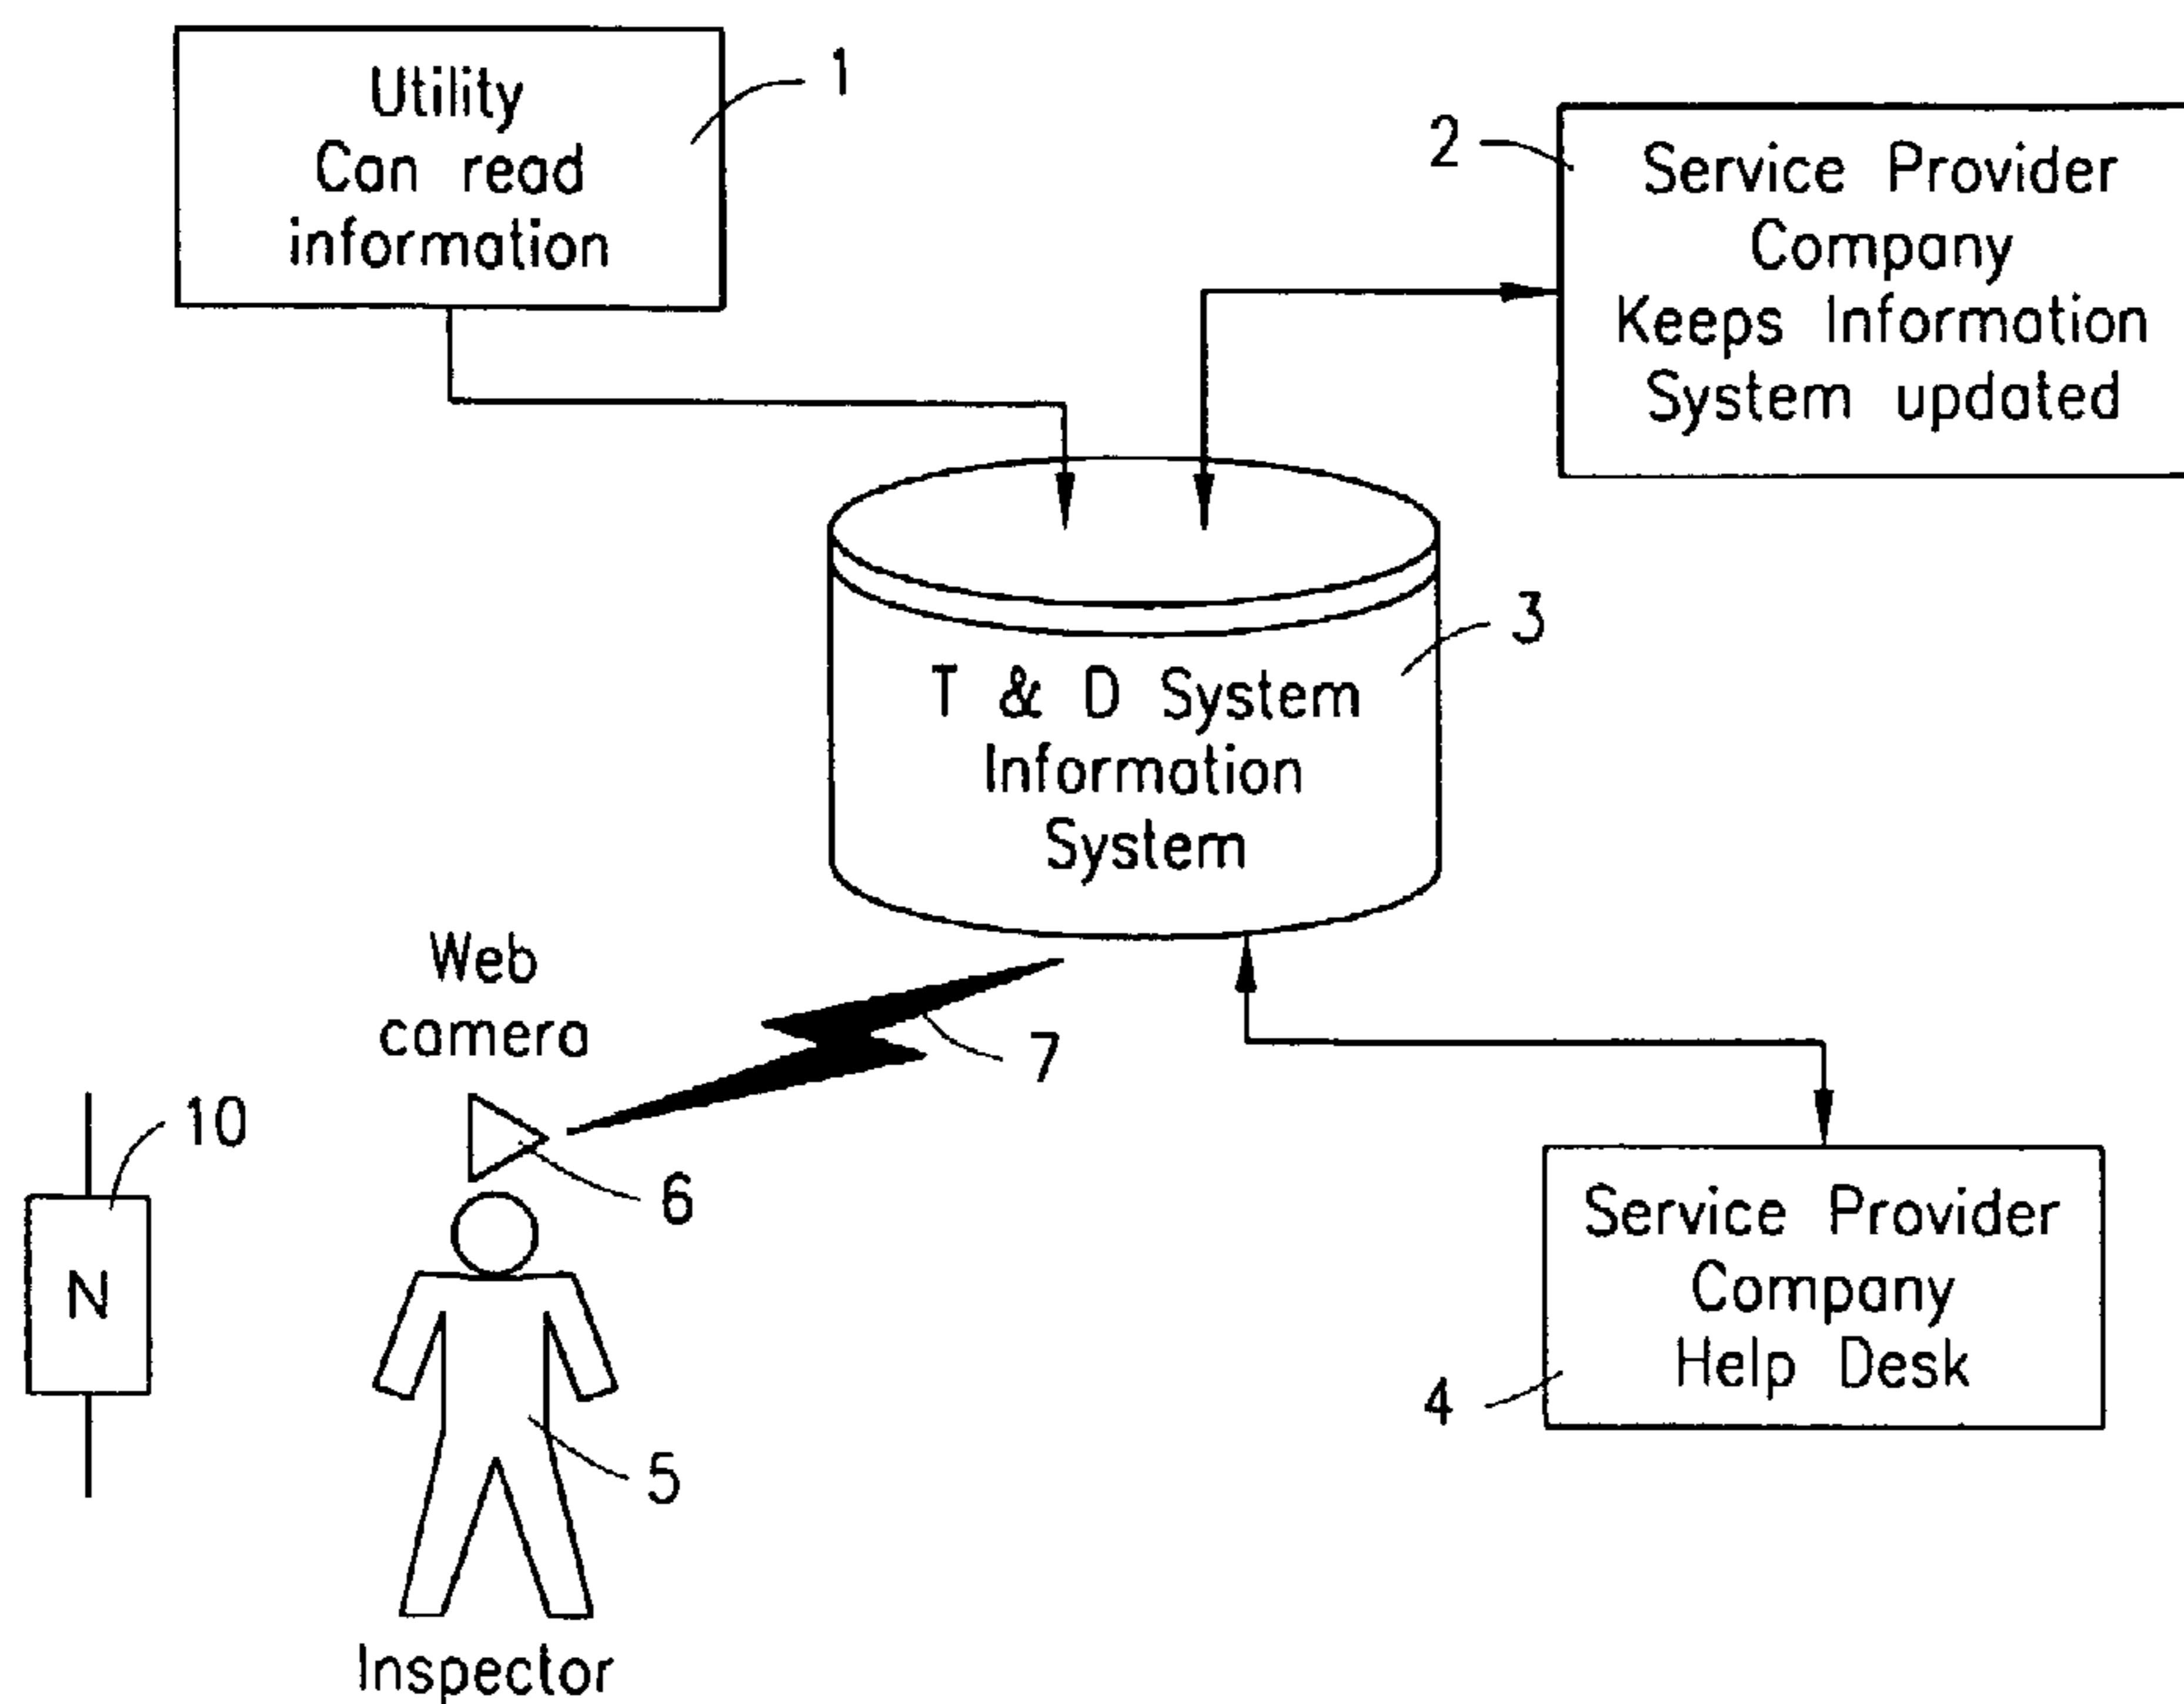 Utility
Can read
information
1
2
Service Provider
Company
Keeps Information
System updated
3
T & D System
Information
System
Web
camera
7
10
6
N
Service Provider
Company
Help Desk
4
5
Inspector